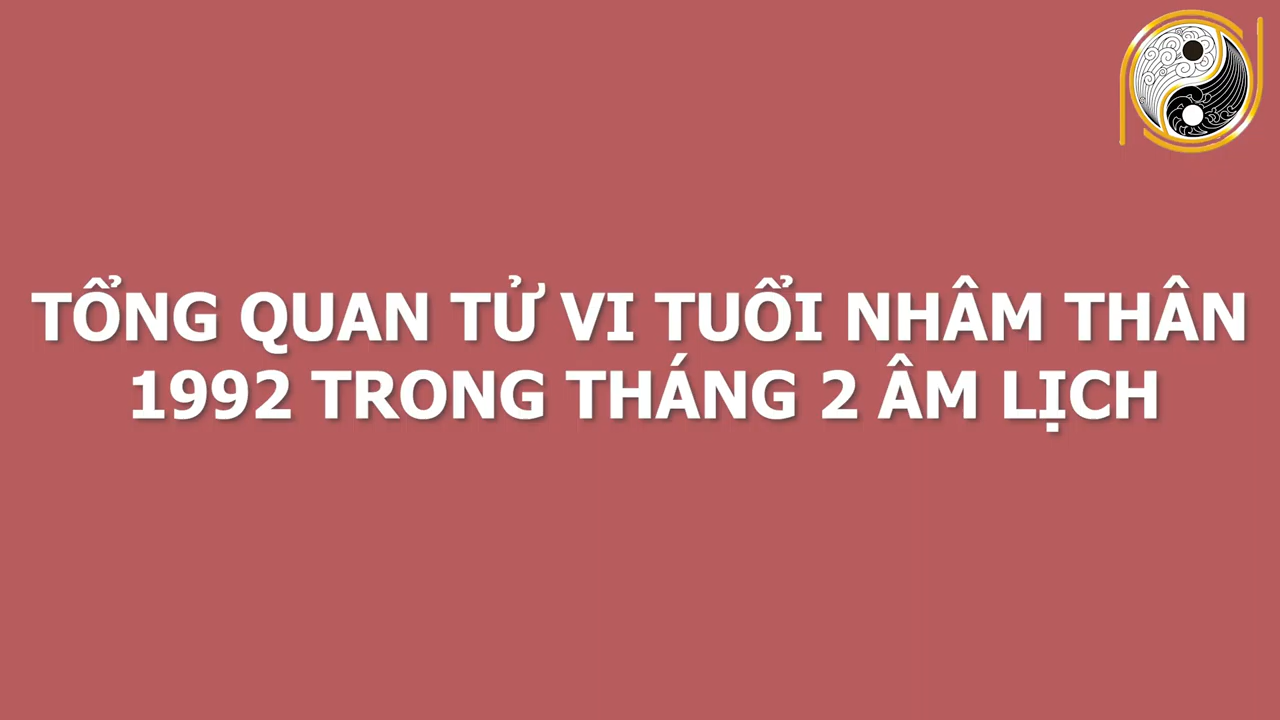 TỔNG QUAN TỬ VI TUỔI NHÂM THÂN
1992 TRONG THÁNG 2 ÂM LỊCH